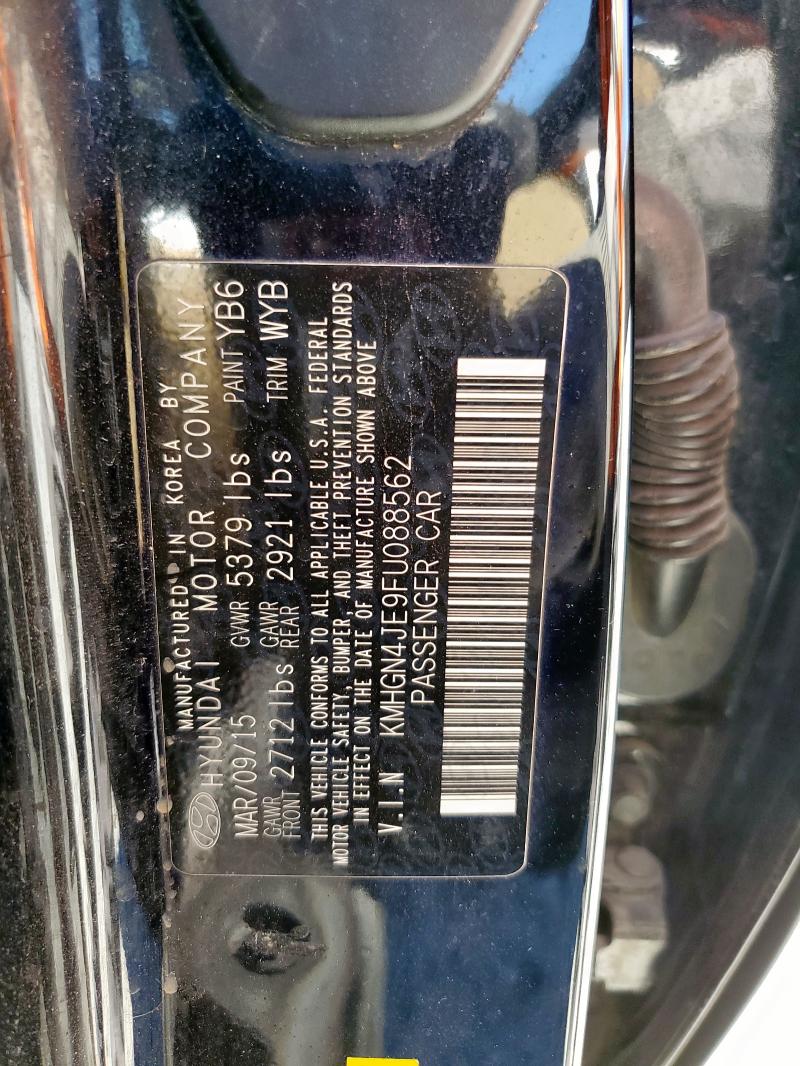 MANUFACTURED IN KOREA BY
HYUNDAI MOTOR COMPANY
MAR/09/15 GVWR 5379 lbs PAINT YB6
GAWR FRONT 2712 lbs GAWR REAR 2921 lbs TRIM WYB
THIS VEHICLE CONFORMS TO ALL APPLICABLE U.S.A. FEDERAL
MOTOR VEHICLE SAFETY, BUMPER, AND THEFT PREVENTION STANDARDS
IN EFFECT ON THE DATE OF MANUFACTURE SHOWN ABOVE
V.I.N KMHGN4JE9FU088562
PASSENGER CAR